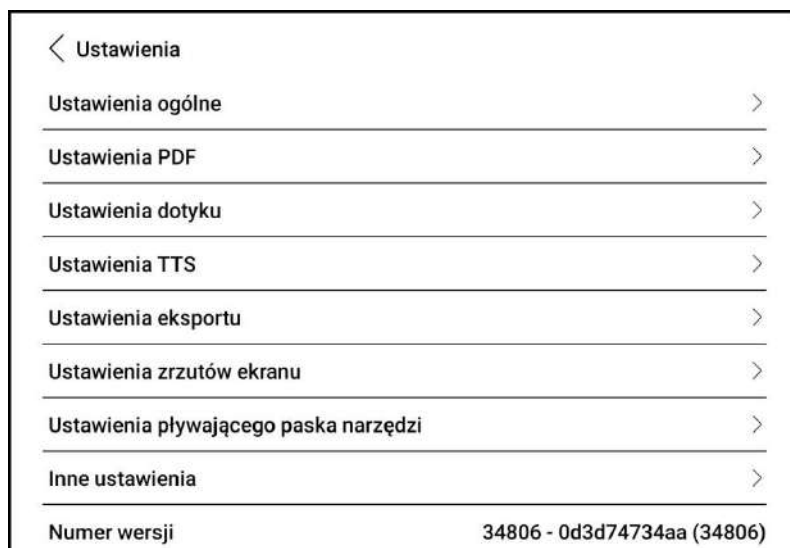 Ustawienia
Ustawienia ogólne
Ustawienia PDF
Ustawienia dotyku
Ustawienia TTS
Ustawienia eksportu
Ustawienia zrzutów ekranu
Ustawienia pływającego paska narzędzi
Inne ustawienia
Numer wersji 34806 - 0d3d74734aa (34806)